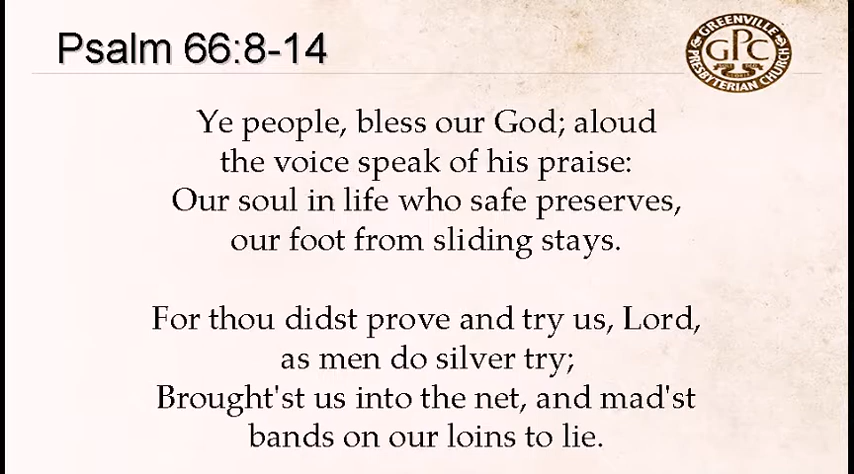 Psalm 66:8-14
GREENVILLE
GPC
PRESBYTERIAN CHURCH
Ye people, bless our God; aloud
the voice speak of his praise:
Our soul in life who safe preserves,
our foot from sliding stays.
For thou didst prove and try us, Lord,
as men do silver try;
Brought'st us into the net, and mad'st
bands on our loins to lie.